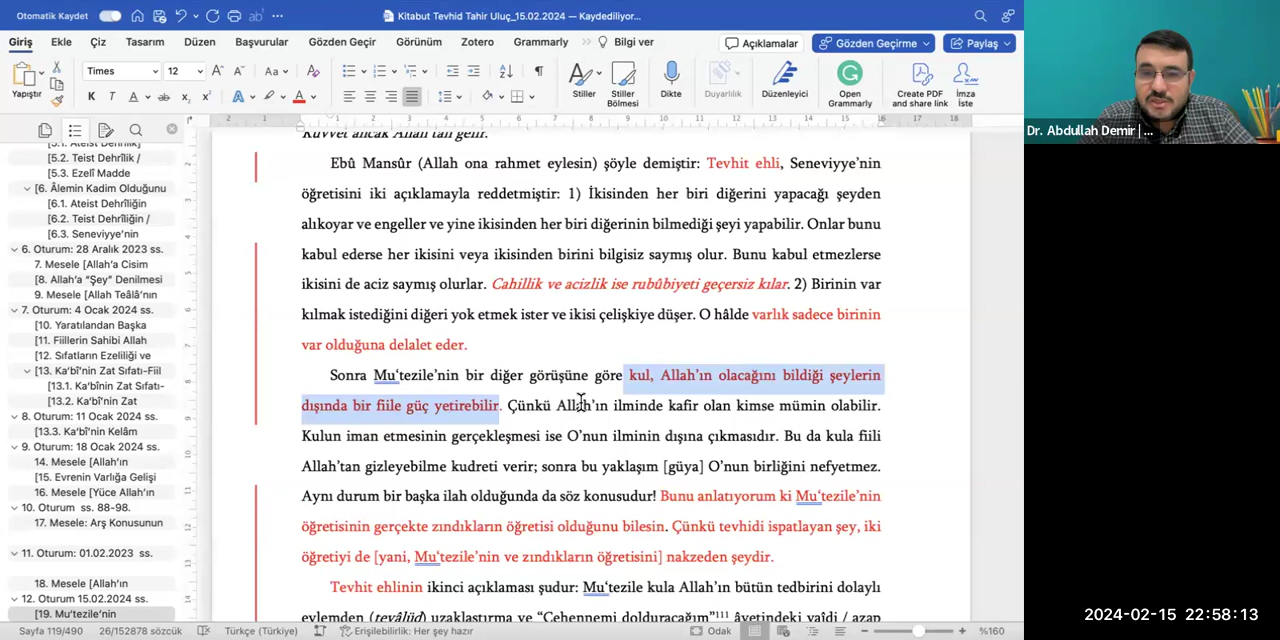 Otomatik Kaydet
Kitabut Tevhid Tahir Uluç_15.02.2024 — Kaydediliyor...
Giriş Ekle Çiz Tasarım Düzen Başvurular Gözden Geçir Görünüm Zotero Grammarly Bilgi ver Açıklamalar Gözden Geçirme Paylaş
Yapıştır Times 12 Stiller Stiller Bölmesi Dikte Duyarlılık Düzenleyici Open Grammarly Create PDF and share link İmza İste
K T A
Dr. Abdullah Demir | ...
[5.2. Teist Dehrîlik /
[5.3. Ezelî Madde
[6. Âlemin Kadim Olduğunu
[6.1. Ateist Dehrîliğin
[6.2. Teist Dehrîliğin /
[6.3. Seneviyye'nin
6. Oturum: 28 Aralık 2023 ss.
7. Mesele [Allah'a Cisim
[8. Allah'a “Şey” Denilmesi
9. Mesele [Allah Teâlâ'nın
7. Oturum: 4 Ocak 2024 ss.
[10. Yaratılandan Başka
[11. Fiillerin Sahibi Allah
[12. Sıfatların Ezelîliği ve
[13. Ka'bî'nin Zat Sıfatı-Fiil
[13.1. Ka'bînin Zat Sıfatı-
[13.2. Ka'bî'nin Zat
8. Oturum: 11 Ocak 2024 ss.
[13.3. Ka'bî'nin Kelâm
9. Oturum: 18 Ocak 2024 ss.
14. Mesele [Allah'ın
[15. Evrenin Varlığa Gelişi
16. Mesele [Yüce Allah'ın
10. Oturum ss. 88-98.
17. Mesele: Arş Konusunun
11. Oturum: 01.02.2023 ss.
18. Mesele [Allah'ın
12. Oturum 15.02.2024 ss.
[19. Mu'tezile'nin
Kuvvet ancak Allah'tan gelir.
Ebû Mansûr (Allah ona rahmet eylesin) şöyle demiştir: Tevhit ehli, Seneviyye'nin
öğretisini iki açıklamayla reddetmiştir: 1) İkisinden her biri diğerini yapacağı şeyden
alıkoyar ve engeller ve yine ikisinden her biri diğerinin bilmediği şeyi yapabilir. Onlar bunu
kabul ederse her ikisini veya ikisinden birini bilgisiz saymış olur. Bunu kabul etmezlerse
ikisini de aciz saymış olurlar. Cahillik ve acizlik ise rubûbiyeti geçersiz kılar. 2) Birinin var
kılmak istediğini diğeri yok etmek ister ve ikisi çelişkiye düşer. O hâlde varlık sadece birinin
var olduğuna delalet eder.
Sonra Mu'tezile'nin bir diğer görüşüne göre kul, Allah'ın olacağını bildiği şeylerin
dışında bir fiile güç yetirebilir. Çünkü Allah'ın ilminde kafir olan kimse mümin olabilir.
Kulun iman etmesinin gerçekleşmesi ise O'nun ilminin dışına çıkmasıdır. Bu da kula fiili
Allah'tan gizleyebilme kudreti verir; sonra bu yaklaşım [güya] O'nun birliğini nefyetmez.
Aynı durum bir başka ilah olduğunda da söz konusudur! Bunu anlatıyorum ki Mu'tezile'nin
öğretisinin gerçekte zındıkların öğretisi olduğunu bilesin. Çünkü tevhidi ispatlayan şey, iki
öğretiyi de [yani, Mu'tezile'nin ve zındıkların öğretisini] nakzeden şeydir.
Tevhit ehlinin ikinci açıklaması şudur: Mu'tezile kula Allah'ın bütün tedbirini dolaylı
eylemden (tevâlüd) uzaklaştırma ve “Cehennemi dolduracağım”¹¹¹ âyetindeki vaîdi / azap
Sayfa 119/490 26/152878 sözcük Türkçe (Türkiye) Erişilebilirlik: Her şey hazır Odak %160
2024-02-15 22:58:13